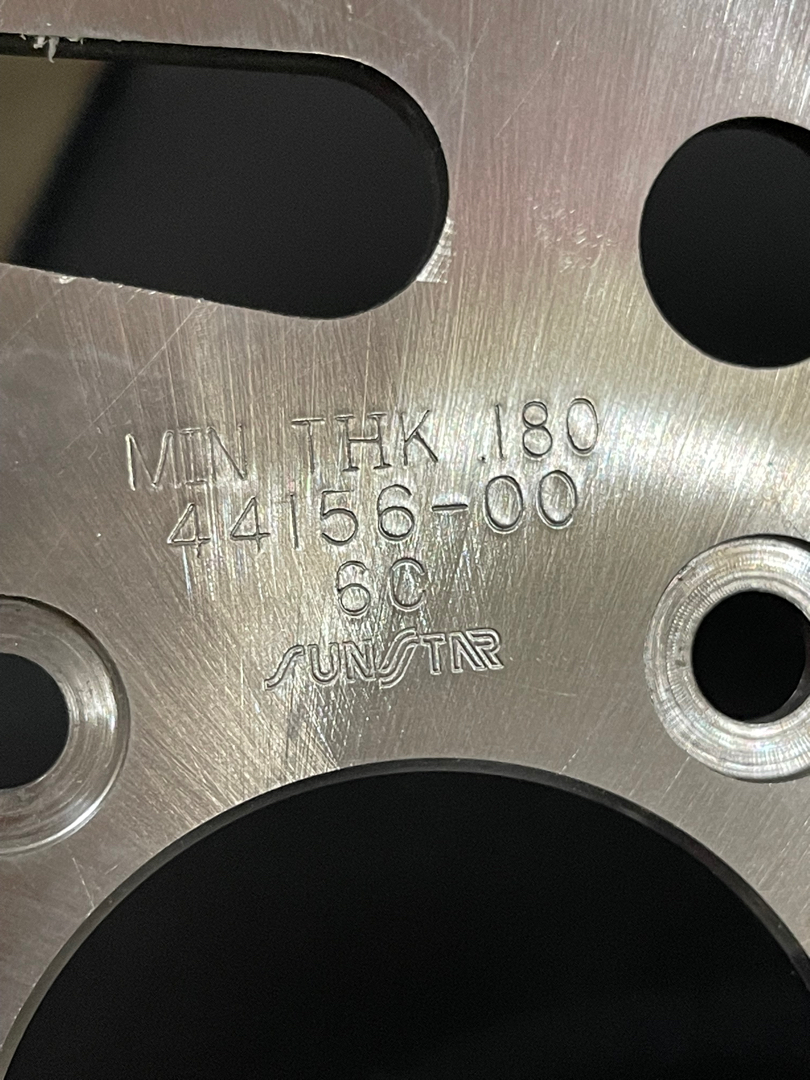 MIN THK .180
44156-00
6C
SUNSTAR